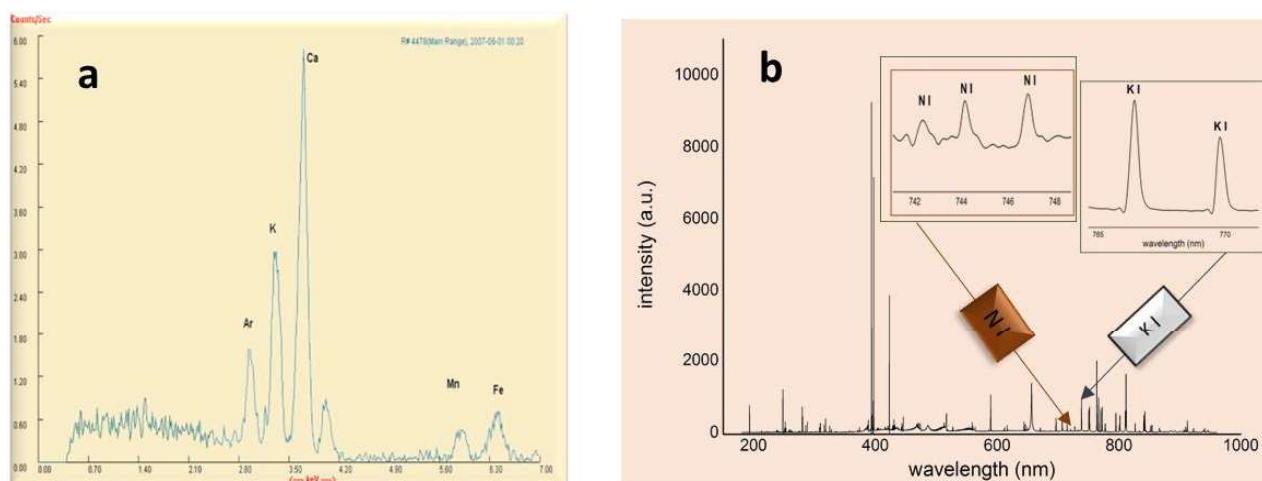 Counts/Sec
R# 4478(Main Range), 2007-06-01 00:20
a
6.00
5.40
4.80
4.20
3.60
3.00
2.40
1.80
1.20
0.60
0.00
Ca
K
Ar
Mn
Fe
0.00 0.70 1.40 2.10 2.80 3.50 4.20 4.90 5.60 6.30 7.00
keV
b
10000
8000
6000
4000
2000
0
intensity (a.u.)
N I N I N I
742 744 746 748
K I
K I
765 770
wavelength (nm)
N I
K I
200 400 600 800 1000
wavelength (nm)